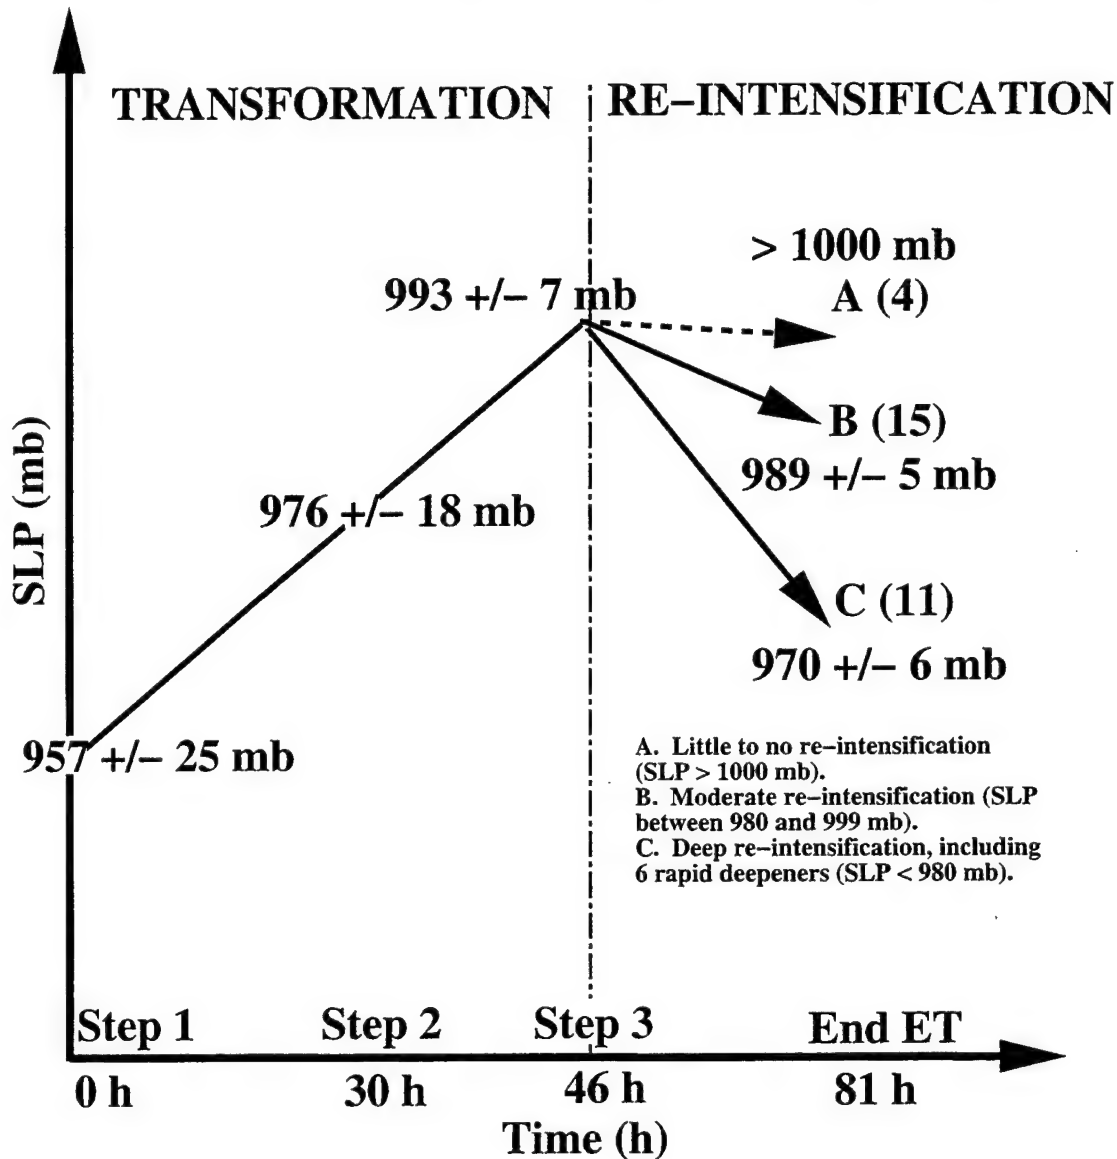 TRANSFORMATION
RE–INTENSIFICATION
> 1000 mb
A (4)
993 +/– 7 mb
B (15)
989 +/– 5 mb
976 +/– 18 mb
C (11)
970 +/– 6 mb
957 +/– 25 mb
SLP (mb)
A. Little to no re–intensification
(SLP > 1000 mb).
B. Moderate re–intensification (SLP
between 980 and 999 mb).
C. Deep re–intensification, including
6 rapid deepeners (SLP < 980 mb).
Step 1
Step 2
Step 3
End ET
0 h
30 h
46 h
81 h
Time (h)